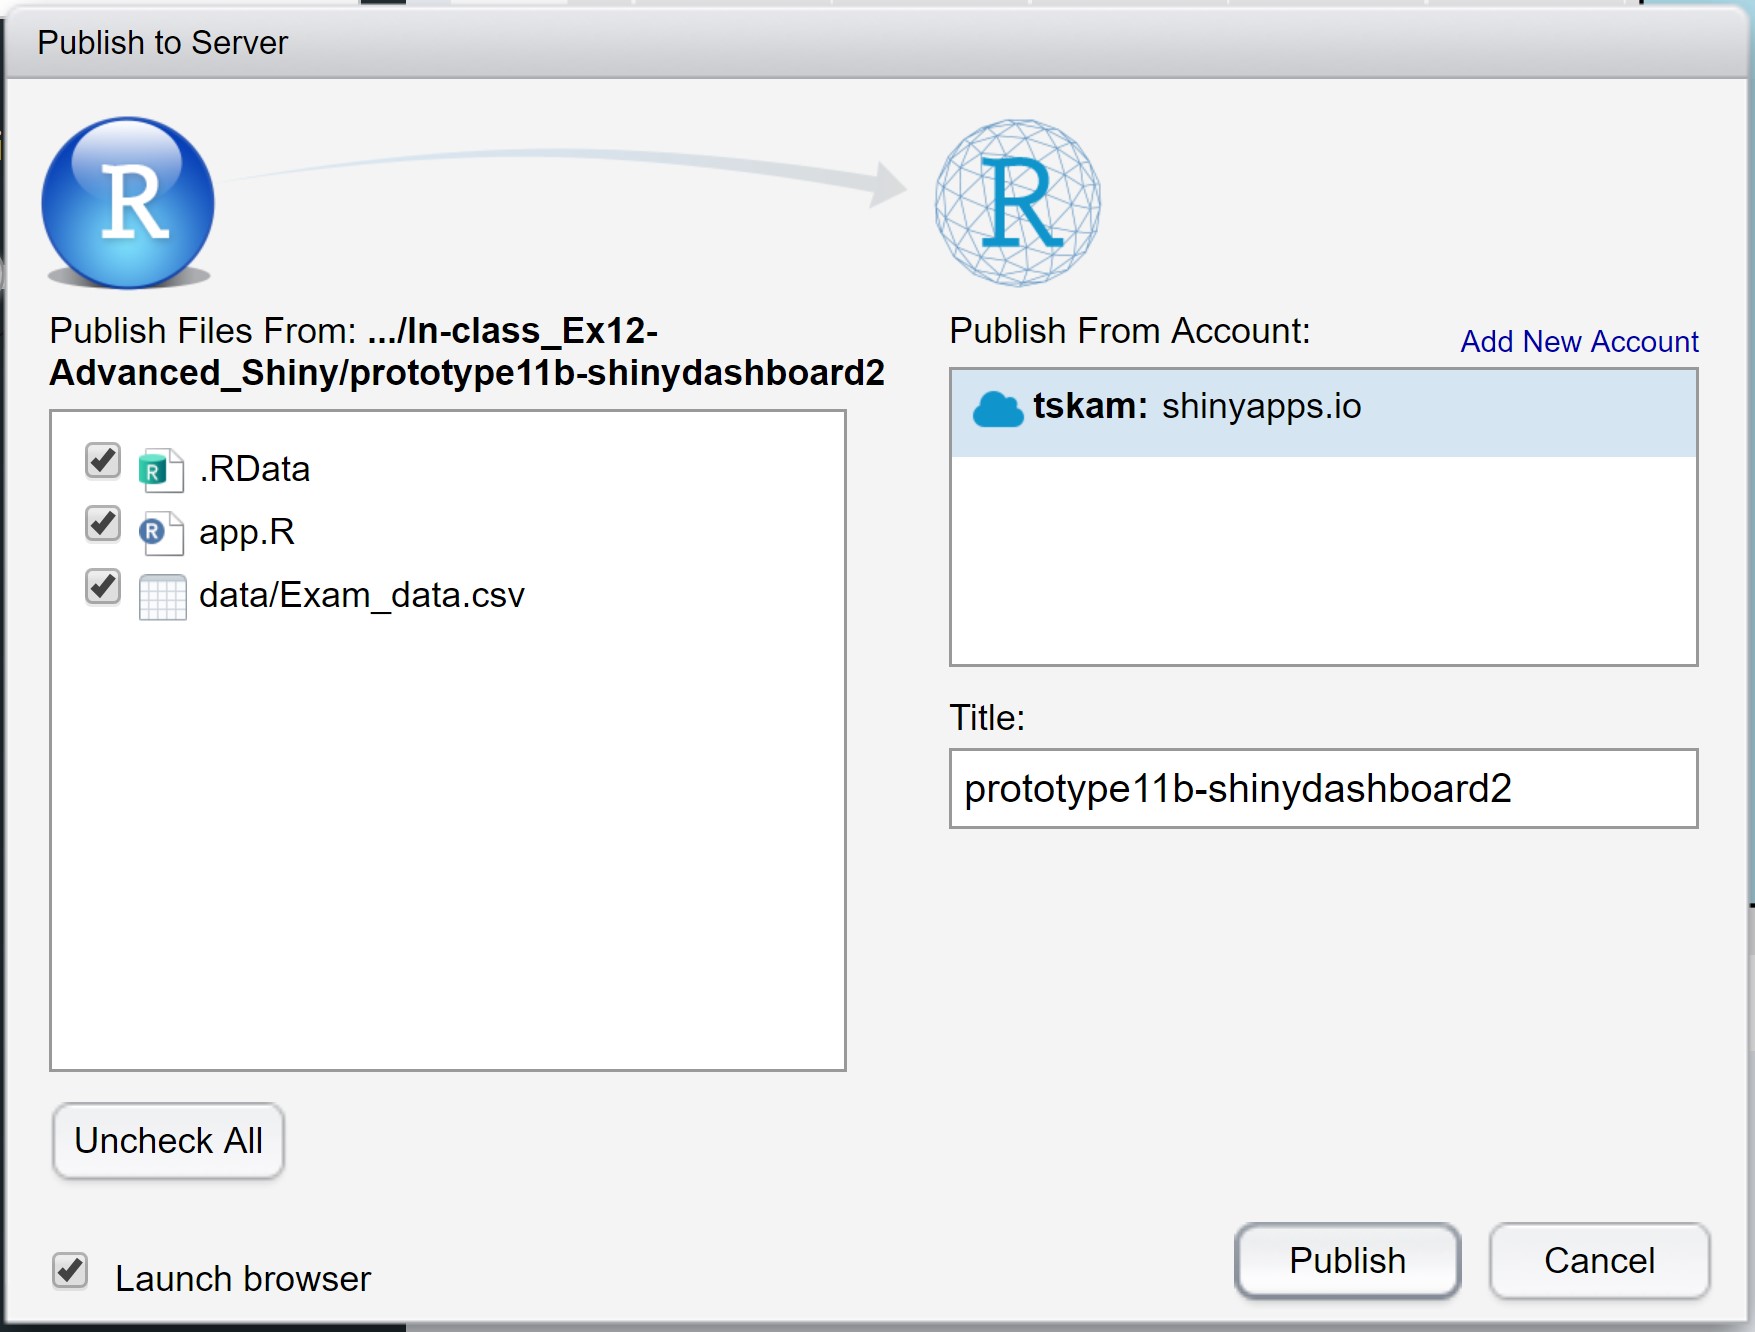 Publish to Server
R
R
Publish Files From: .../In-class_Ex12-
Advanced_Shiny/prototype11b-shinydashboard2
R .RData
R app.R
data/Exam_data.csv
Uncheck All
Launch browser
Publish From Account:
Add New Account
tskam: shinyapps.io
Title:
prototype11b-shinydashboard2
Publish
Cancel